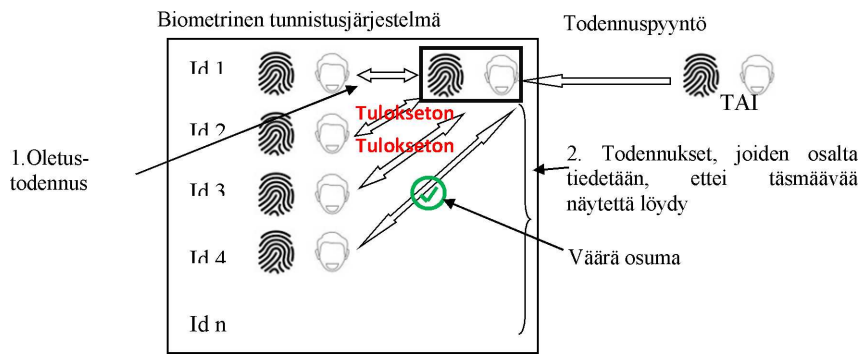 Biometrinen tunnistusjärjestelmä
Todennuspyyntö
Id 1
TAI
Tulokseton
Id 2
Tulokseton
1.Oletus-
todennus
2. Todennukset, joiden osalta
tiedetään, ettei täsmäävää
näytettä löydy
Id 3
Väärä osuma
Id 4
Id n